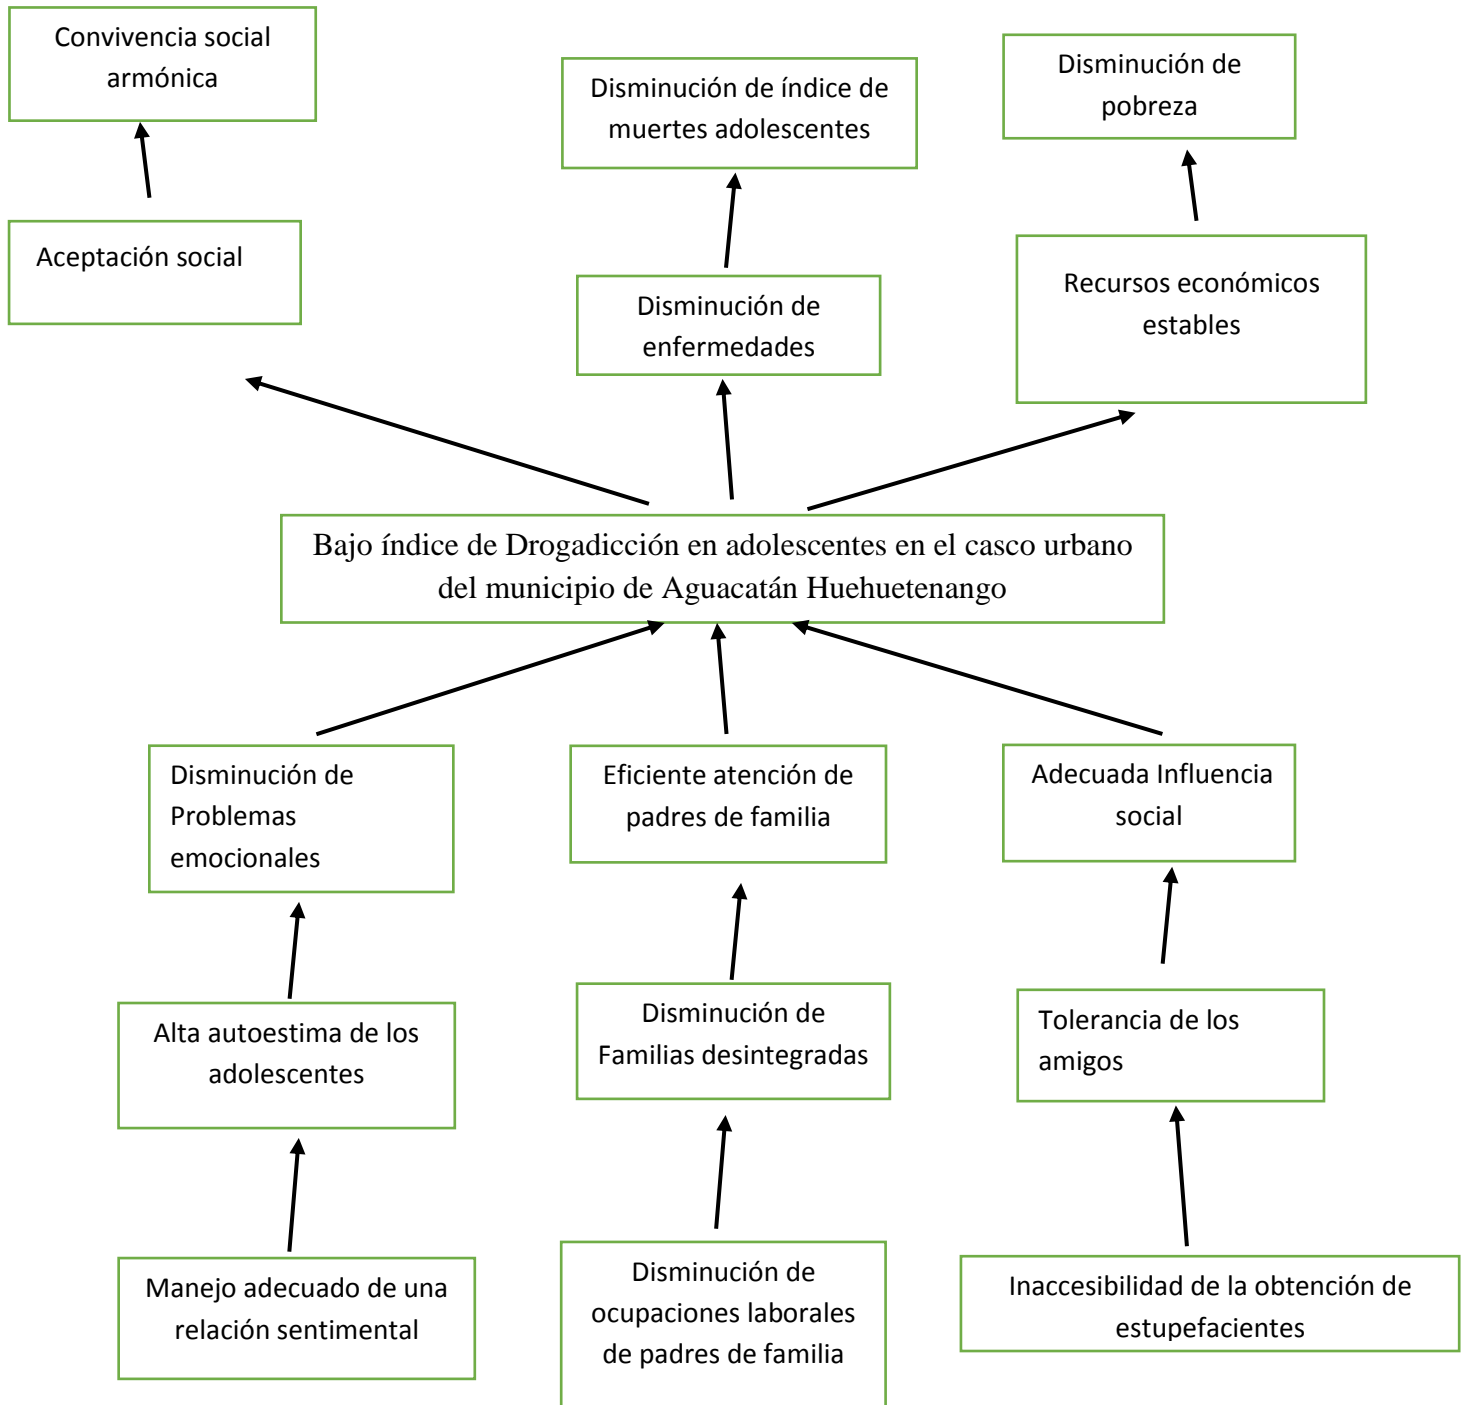 Convivencia social
armónica
Disminución de índice de
muertes adolescentes
Disminución de
pobreza
Aceptación social
Disminución de
enfermedades
Recursos económicos
estables
Bajo índice de Drogadicción en adolescentes en el casco urbano
del municipio de Aguacatán Huehuetenango
Disminución de
Problemas
emocionales
Eficiente atención de
padres de familia
Adecuada Influencia
social
Alta autoestima de los
adolescentes
Disminución de
Familias desintegradas
Tolerancia de los
amigos
Manejo adecuado de una
relación sentimental
Disminución de
ocupaciones laborales
de padres de familia
Inaccesibilidad de la obtención de
estupefacientes